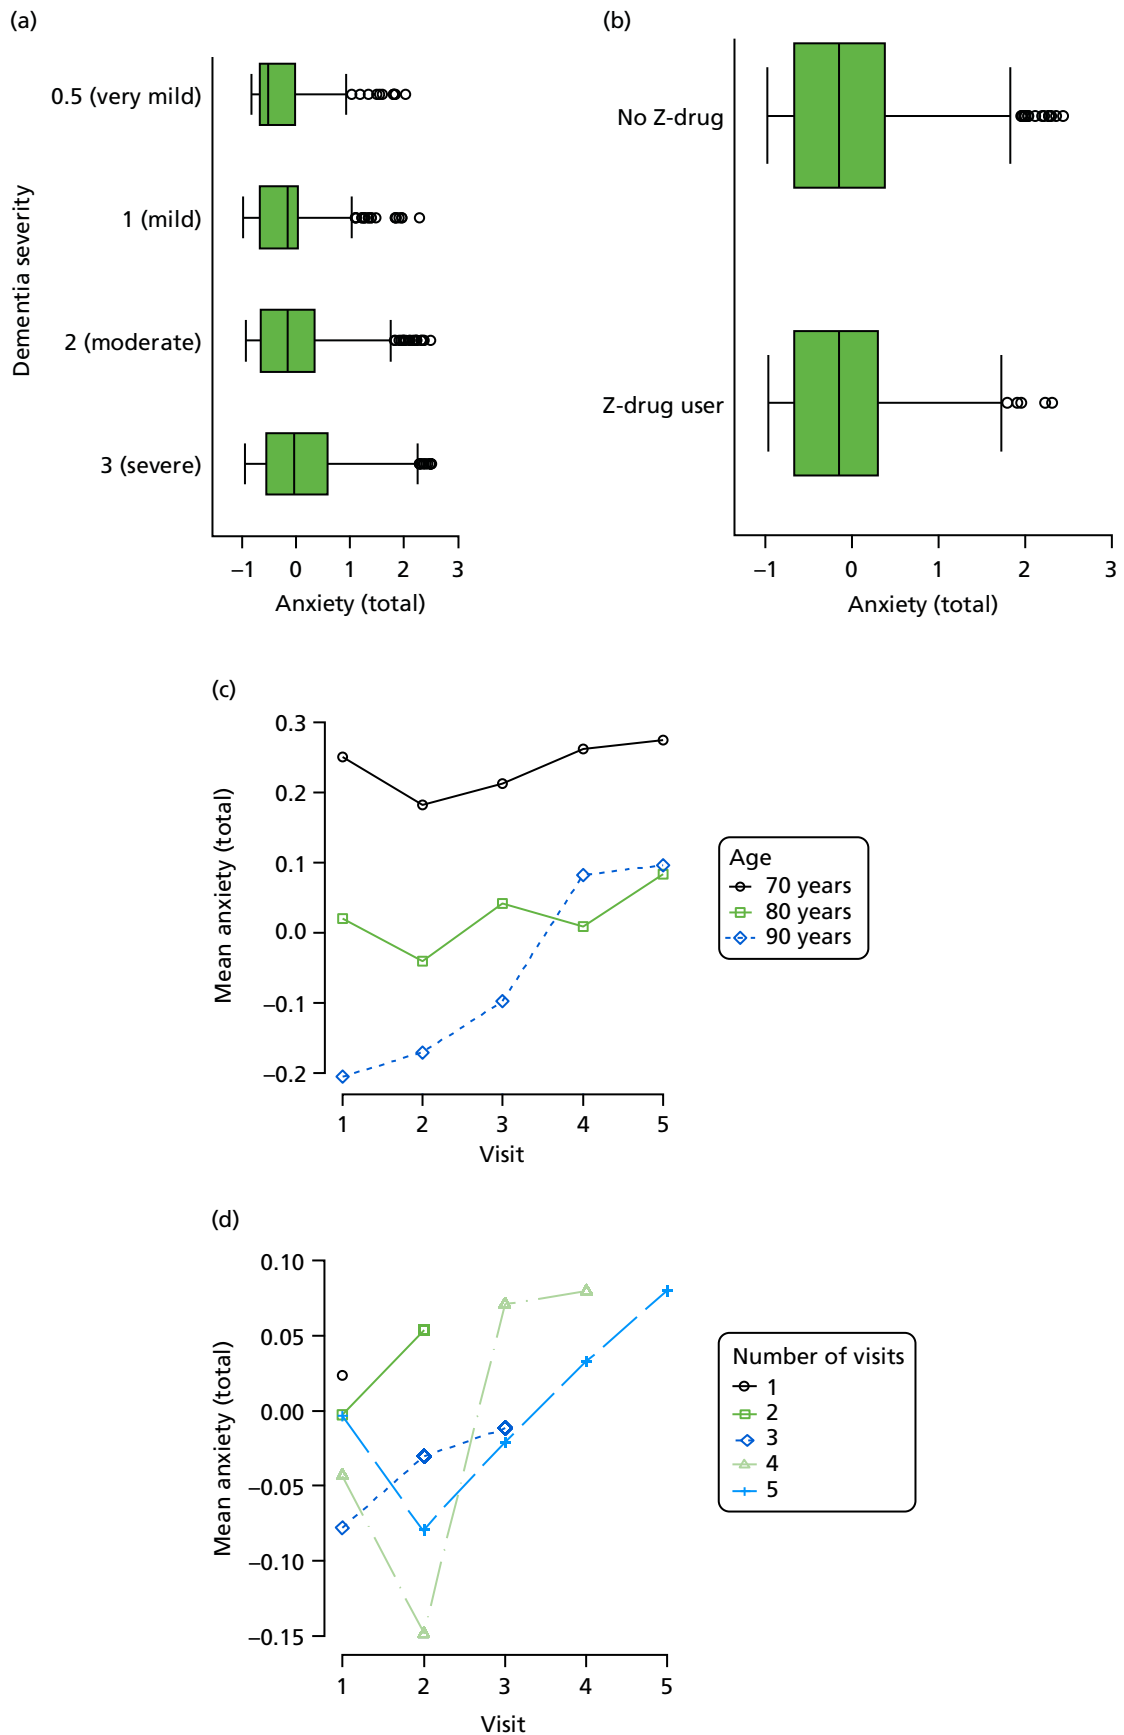 (a)
Dementia severity
0.5 (very mild)
1 (mild)
2 (moderate)
3 (severe)
−1 0 1 2 3
Anxiety (total)
(b)
No Z-drug
Z-drug user
−1 0 1 2 3
Anxiety (total)
(c)
Mean anxiety (total)
0.3
0.2
0.1
0.0
−0.1
−0.2
1 2 3 4 5
Visit
Age
70 years
80 years
90 years
(d)
Mean anxiety (total)
0.10
0.05
0.00
−0.05
−0.10
−0.15
1 2 3 4 5
Visit
Number of visits
1
2
3
4
5